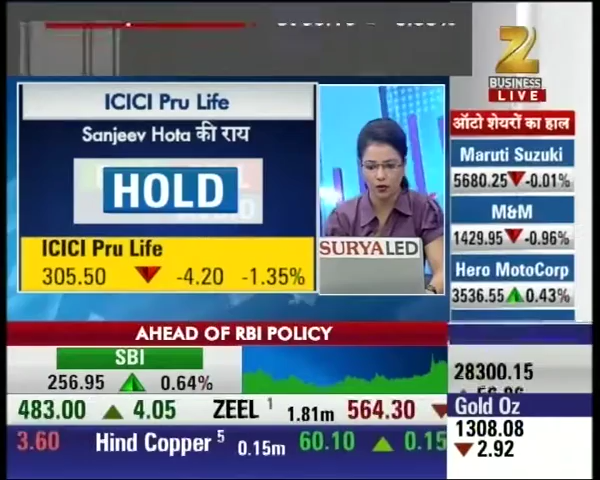 Z
BUSINESS
LIVE
ICICI Pru Life
Sanjeev Hota की राय
HOLD
ICICI Pru Life
305.50 ▼ -4.20 -1.35%
SURYA LED
ऑटो शेयरों का हाल
Maruti Suzuki
5680.25 ▼ -0.01%
M&M
1429.95 ▼ -0.96%
Hero MotoCorp
3536.55 ▲ 0.43%
AHEAD OF RBI POLICY
SBI
256.95 ▲ 0.64%
28300.15
Gold Oz
1308.08
▼ 2.92
483.00 ▲ 4.05 ZEEL 1 1.81m 564.30 ▼
3.60 Hind Copper 5 0.15m 60.10 ▲ 0.15